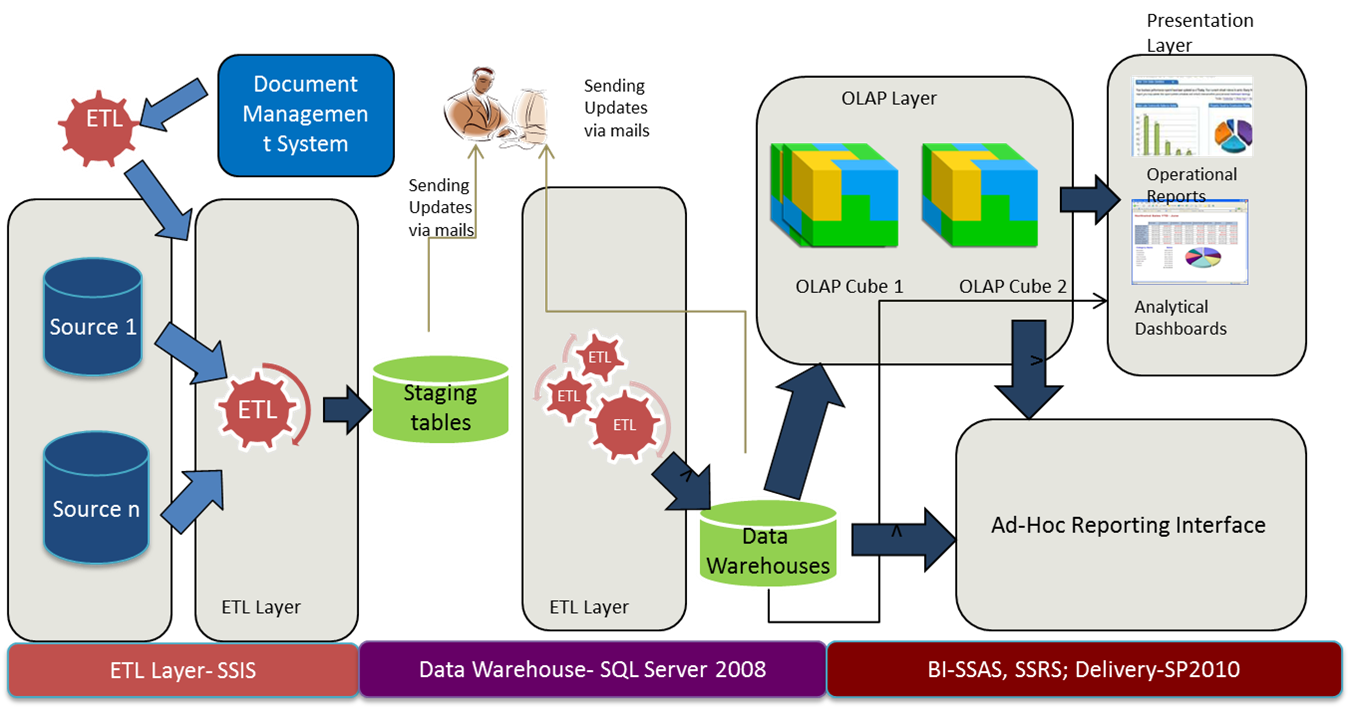 Presentation
Layer
Document
Managemen
t System
ETL
Sending
Updates
via mails
OLAP Layer
Operational
Reports
Sending
Updates
via mails
Source 1
OLAP Cube 1
OLAP Cube 2
Analytical
Dashboards
ETL
ETL
ETL
ETL
ETL
Staging
tables
Source n
Data
Warehouses
Ad-Hoc Reporting Interface
ETL Layer
ETL Layer
ETL Layer- SSIS
Data Warehouse- SQL Server 2008
BI-SSAS, SSRS; Delivery-SP2010